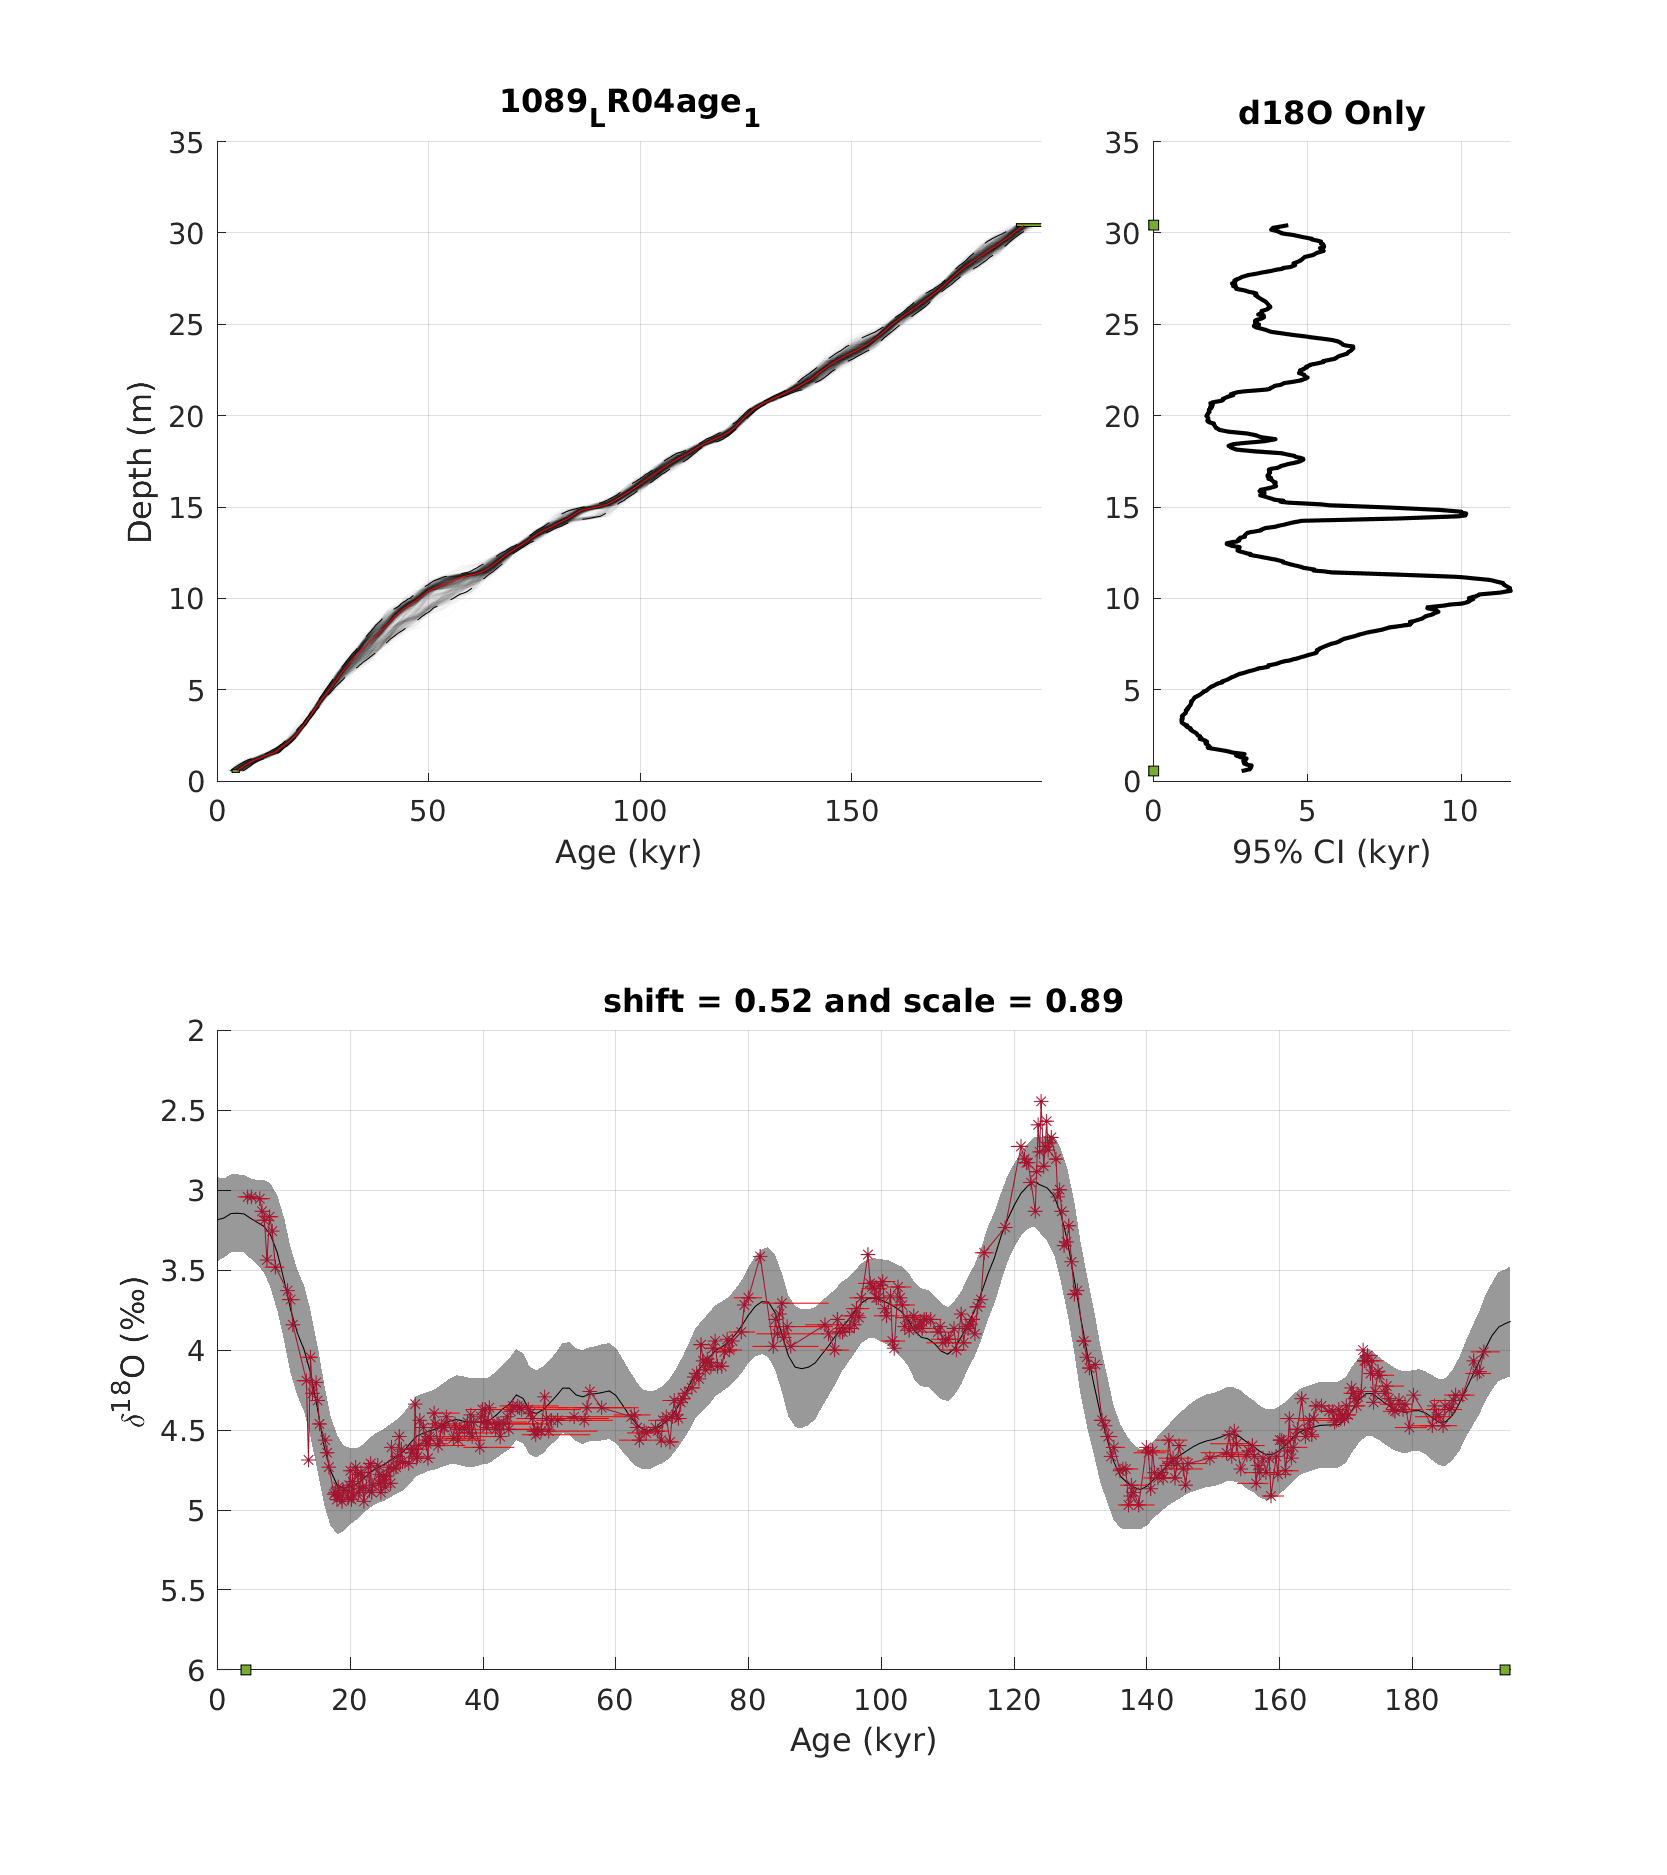 1089LR04age1
d18O Only
35
30
25
20
15
10
5
0
Depth (m)
0 50 100 150
Age (kyr)
35
30
25
20
15
10
5
0
0 5 10
95% CI (kyr)
shift = 0.52 and scale = 0.89
2
2.5
3
3.5
4
4.5
5
5.5
6
δ18O (‰)
0 20 40 60 80 100 120 140 160 180
Age (kyr)